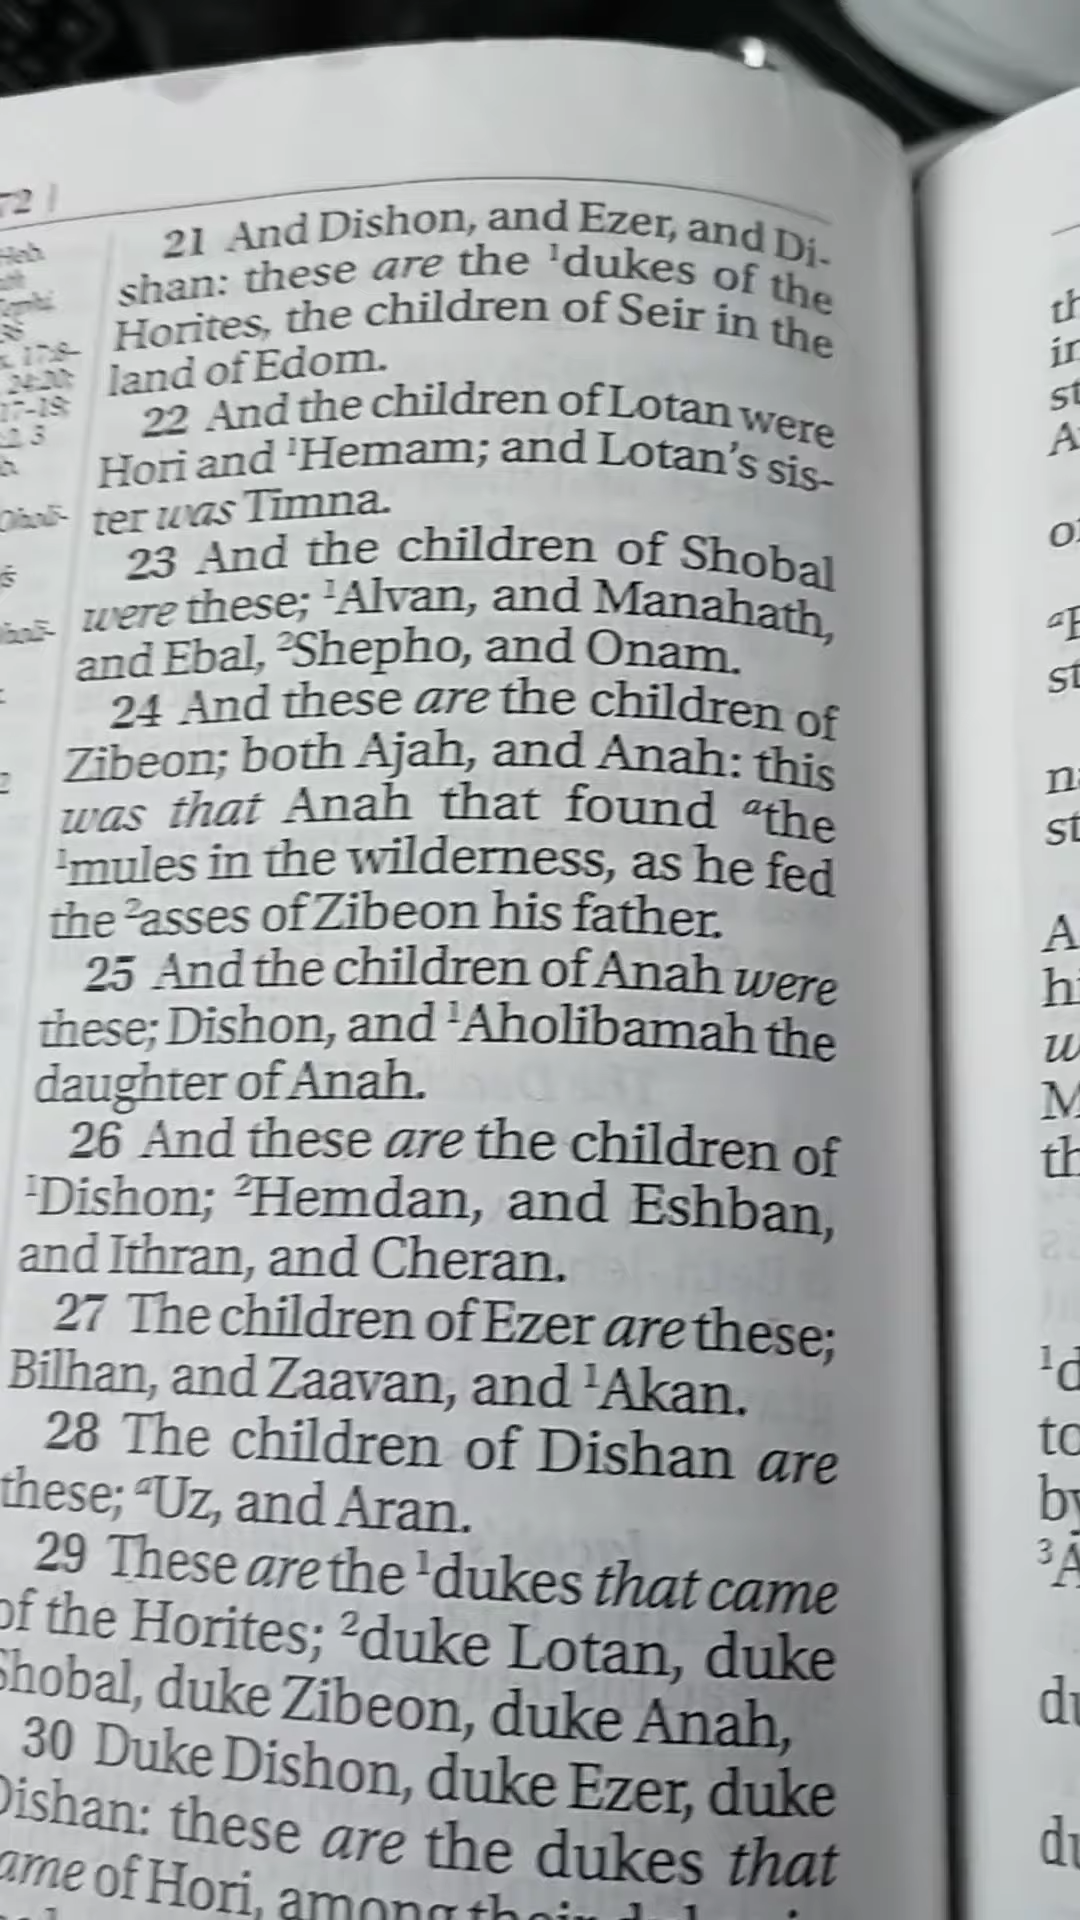 72 |
21 And Dishon, and Ezer, and Di-
shan: these are the ¹dukes of the
Horites, the children of Seir in the
land of Edom.
22 And the children of Lotan were
Hori and ¹Hemam; and Lotan's sis-
ter was Timna.
23 And the children of Shobal
were these; ¹Alvan, and Manahath,
and Ebal, ²Shepho, and Onam.
24 And these are the children of
Zibeon; both Ajah, and Anah: this
was that Anah that found ᵃthe
¹mules in the wilderness, as he fed
the ²asses of Zibeon his father.
25 And the children of Anah were
these; Dishon, and ¹Aholibamah the
daughter of Anah.
26 And these are the children of
¹Dishon; ²Hemdan, and Eshban,
and Ithran, and Cheran.
27 The children of Ezer are these;
Bilhan, and Zaavan, and ¹Akan.
28 The children of Dishan are
these; ᵃUz, and Aran.
29 These are the ¹dukes that came
of the Horites; ²duke Lotan, duke
Shobal, duke Zibeon, duke Anah,
30 Duke Dishon, duke Ezer, duke
Dishan: these are the dukes that
ame of Hori, among their